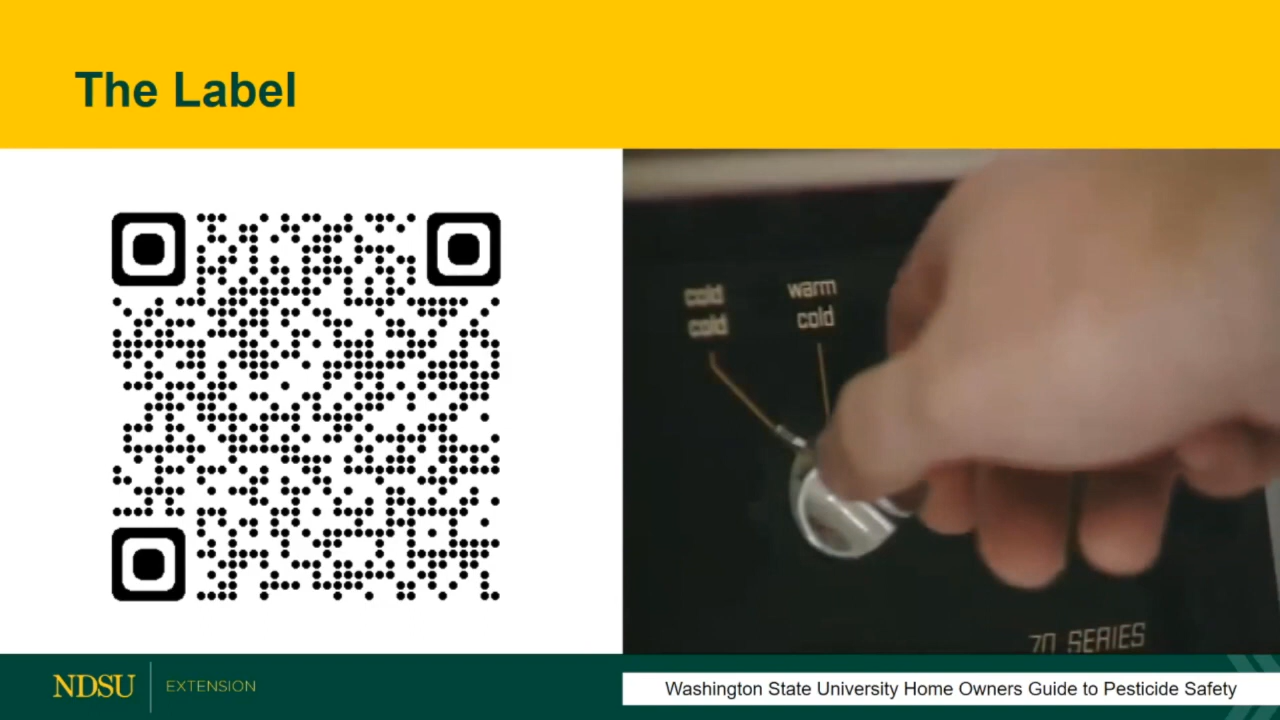 The Label
cold
cold
warm
cold
70 SERIES
NDSU
EXTENSION
Washington State University Home Owners Guide to Pesticide Safety